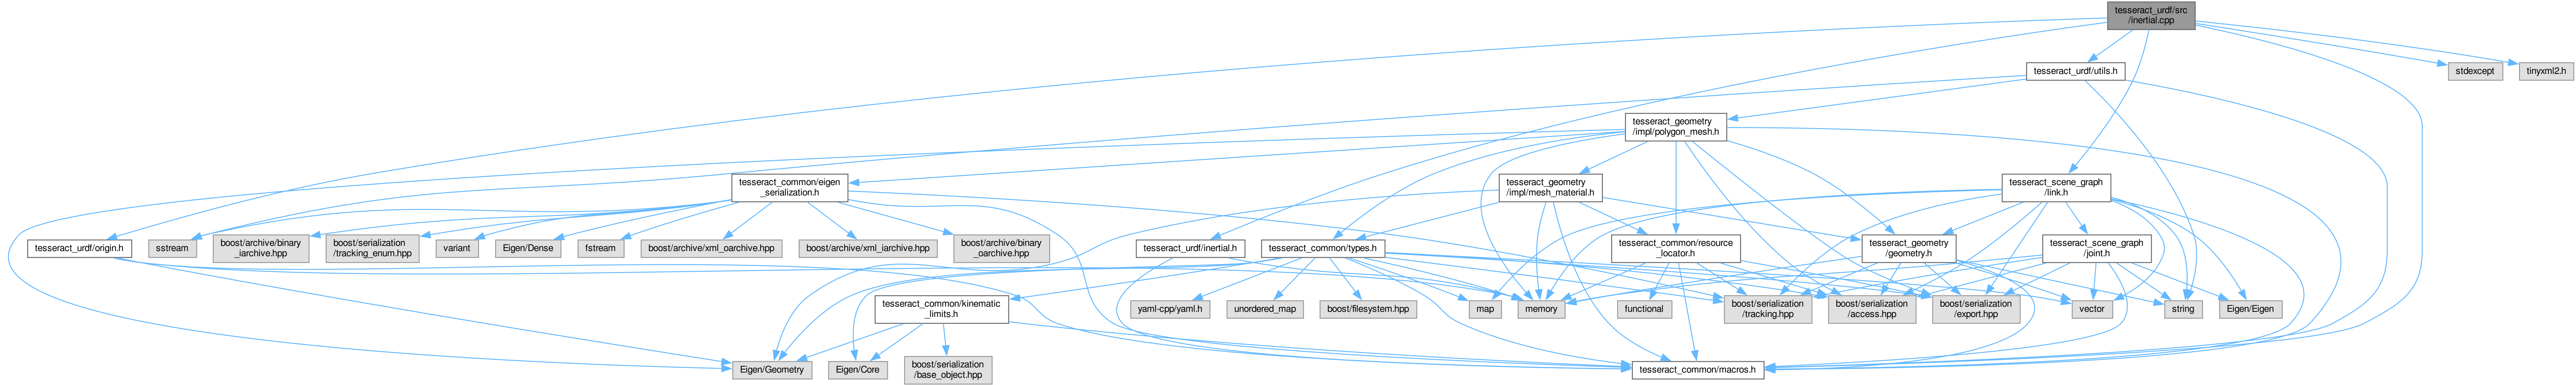 tesseract_urdf/src
/inertial.cpp
tesseract_urdf/utils.h
stdexcept
tinyxml2.h
tesseract_geometry
/impl/polygon_mesh.h
tesseract_common/eigen
_serialization.h
tesseract_geometry
/impl/mesh_material.h
tesseract_scene_graph
/link.h
tesseract_urdf/origin.h
sstream
boost/archive/binary
_iarchive.hpp
boost/serialization
/tracking_enum.hpp
variant
Eigen/Dense
fstream
boost/archive/xml_oarchive.hpp
boost/archive/xml_iarchive.hpp
boost/archive/binary
_oarchive.hpp
tesseract_urdf/inertial.h
tesseract_common/types.h
tesseract_common/resource
_locator.h
tesseract_geometry
/geometry.h
tesseract_scene_graph
/joint.h
tesseract_common/kinematic
_limits.h
yaml-cpp/yaml.h
unordered_map
boost/filesystem.hpp
map
memory
functional
boost/serialization
/tracking.hpp
boost/serialization
/access.hpp
boost/serialization
/export.hpp
vector
string
Eigen/Eigen
Eigen/Geometry
Eigen/Core
boost/serialization
/base_object.hpp
tesseract_common/macros.h